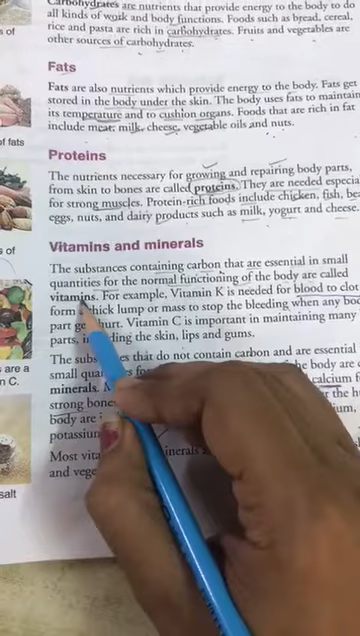 Carbohydrates are nutrients that provide energy to the body to do
all kinds of work and body functions. Foods such as bread, cereal,
rice and pasta are rich in carbohydrates. Fruits and vegetables are
other sources of carbohydrates.
s of
Fats
Fats are also nutrients which provide energy to the body. Fats get
stored in the body under the skin. The body uses fats to maintain
its temperature and to cushion organs. Foods that are rich in fat
include meat, milk, cheese, vegetable oils and nuts.
of fats
Proteins
The nutrients necessary for growing and repairing body parts,
from skin to bones are called proteins. They are needed especia
for strong muscles. Protein-rich foods include chicken, fish, bea
eggs, nuts, and dairy products such as milk, yogurt and cheese.
s of
Vitamins and minerals
The substances containing carbon that are essential in small
quantities for the normal functioning of the body are called
vitamins. For example, Vitamin K is needed for blood to clot
form thick lump or mass to stop the bleeding when any bod
part ge hurt. Vitamin C is important in maintaining many
parts, in ding the skin, lips and gums.
s are a
n C.
The subs es that do not contain carbon and are essential
small quan s for he body are c
minerals. M calcium f
strong bone r the h
body are i um,
potassium
salt
Most vita inerals
and vege